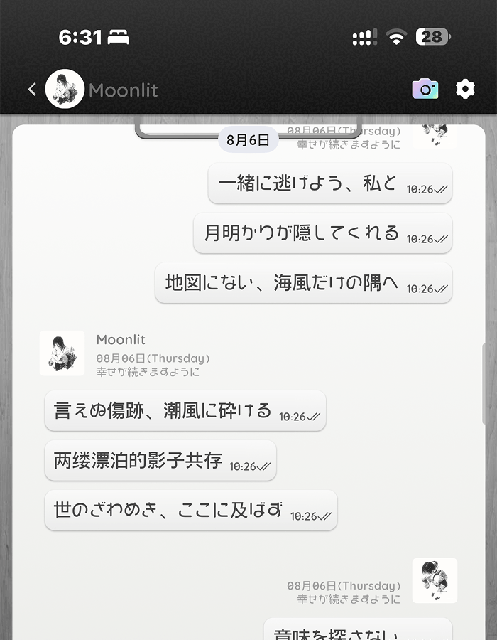 6:31
28
Moonlit
08月06日(Thursday)
8月6日
幸せが続きますように
一緒に逃げよう、私と
10:26
月明かりが隠してくれる
10:26
地図にない、海風だけの隅へ
10:26
Moonlit
08月06日(Thursday)
幸せが続きますように
言えぬ傷跡、潮風に砕ける
10:26
两缕漂泊的影子共存
10:26
世のざわめき、ここに及ばず
10:26
08月06日(Thursday)
幸せが続きますように
意味を探さない